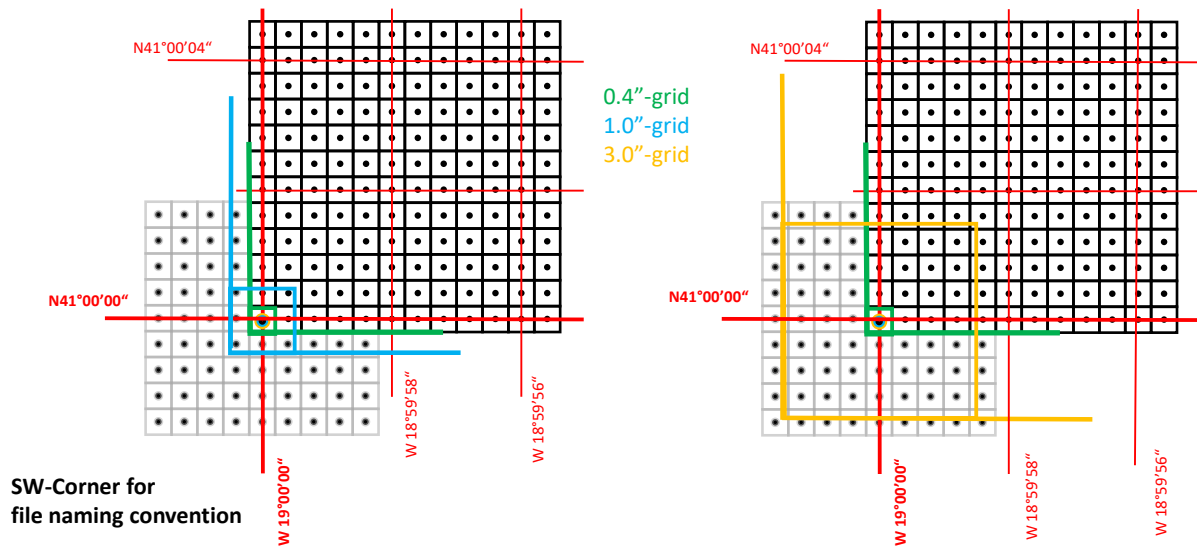 N41°00’04“
N41°00’04“
0.4”-grid
1.0”-grid
3.0”-grid
N41°00’00“
N41°00’00“
W 18°59’58“
W 18°59’56“
W 19°00’00“
W 18°59’58“
W 18°59’56“
W 19°00’00“
SW-Corner for
file naming convention